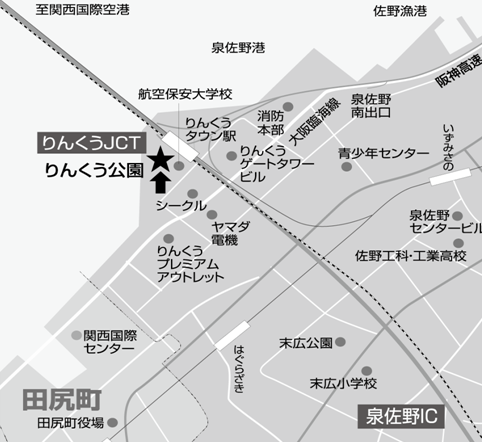 至関西国際空港
佐野漁港
泉佐野港
阪神高速
航空保安大学校
消防
本部
大阪臨海線
泉佐野
南出口
りんくう
タウン駅
りんくうJCT
りんくう公園
りんくう
ゲートタワー
ビル
青少年センター
いずみさの
シークル
ヤマダ
電機
泉佐野
センタービル
佐野工科・工業高校
りんくう
プレミアム
アウトレット
関西国際
センター
はぐらざき
末広公園
末広小学校
田尻町
田尻町役場
泉佐野IC